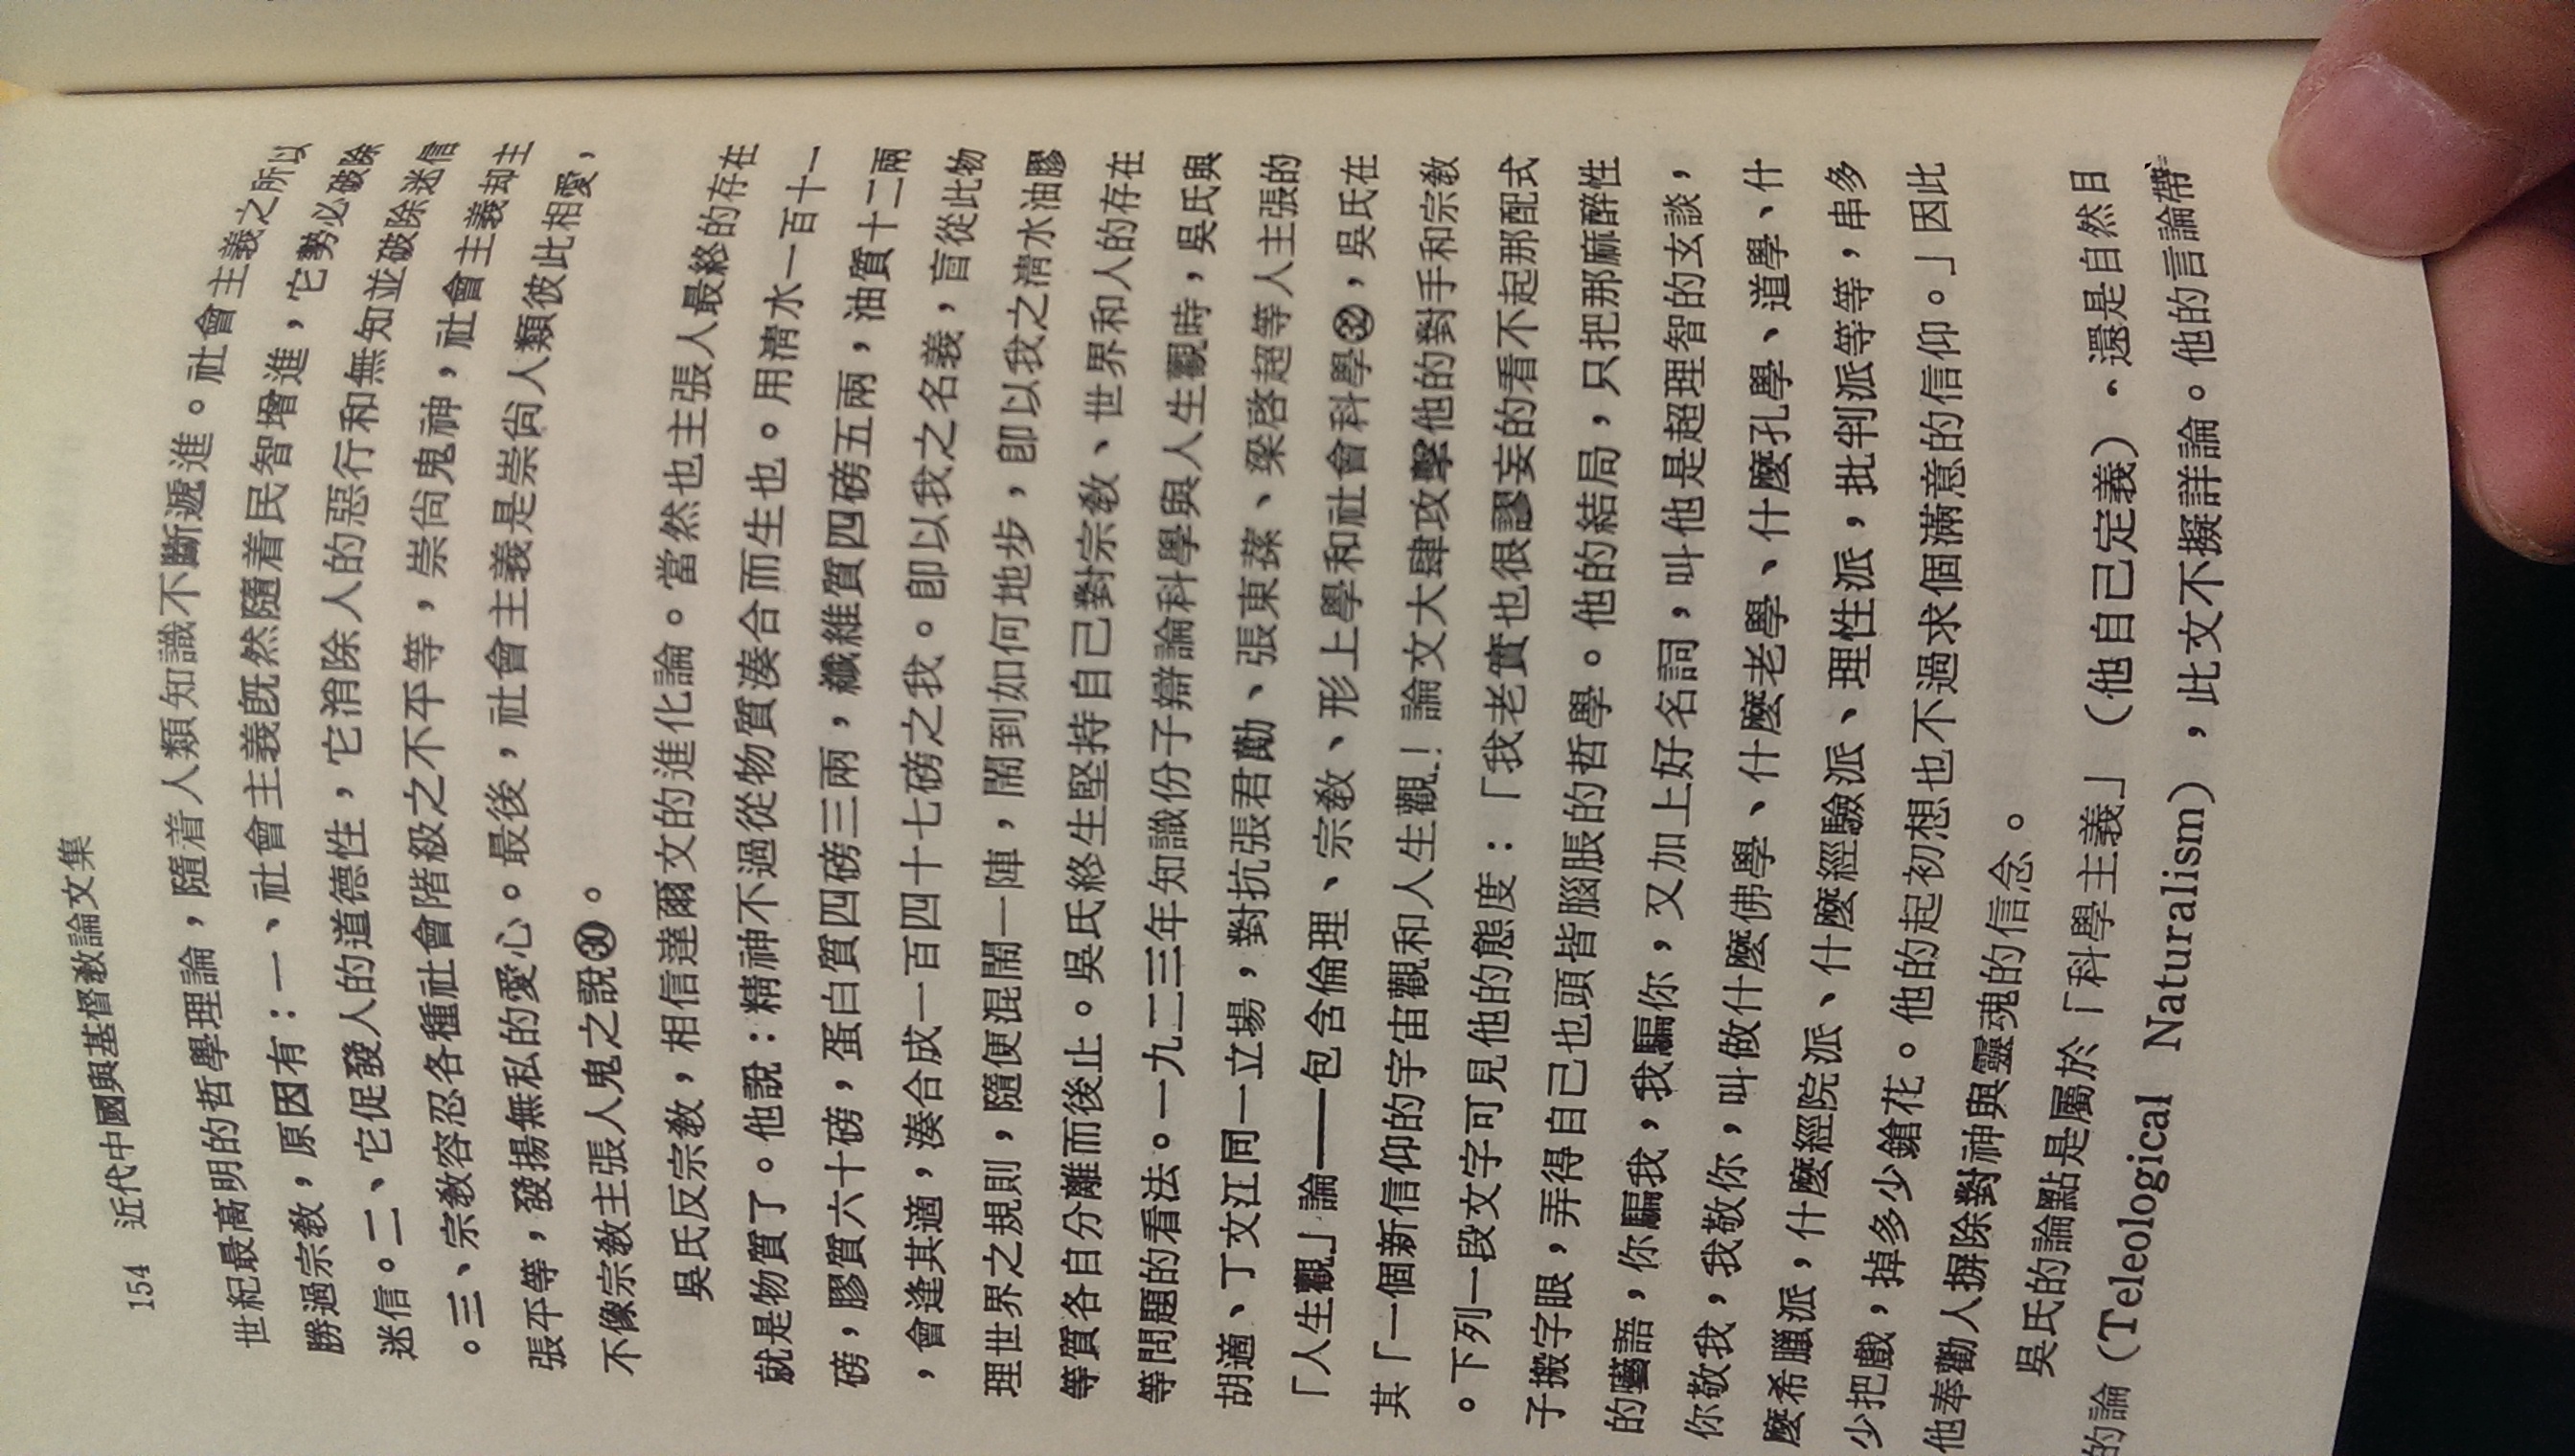 154 近代中國與基督教論文集
世紀最高明的哲學理論，隨着人類知識不斷遞進。社會主義之所以
勝過宗教，原因有：一、社會主義既然隨着民智增進，它勢必破除
迷信。二、它促發人的道德性，它消除人的惡行和無知並破除迷信
。三、宗教容忍各種社會階級之不平等，崇尚鬼神，社會主義却主
張平等，發揚無私的愛心。最後，社會主義是崇尚人類彼此相愛，
不像宗教主張人鬼之說㉚。
吳氏反宗教，相信達爾文的進化論。當然也主張人最終的存在
就是物質了。他說：精神不過從物質湊合而生也。用清水一百十一
磅，膠質六十磅，蛋白質四磅三兩，纖維質四磅五兩，油質十二兩
，會逢其適，湊合成一百四十七磅之我。卽以我之名義，盲從此物
理世界之規則，隨便混鬧一陣，鬧到如何地步，卽以我之清水油膠
等質各自分離而後止。吳氏終生堅持自己對宗教、世界和人的存在
等問題的看法。一九二三年知識份子辯論科學與人生觀時，吳氏與
胡適、丁文江同一立場，對抗張君勱、張東蓀、梁啓超等人主張的
「人生觀」論——包含倫理、宗教、形上學和社會科學㉜，吳氏在
其「一個新信仰的宇宙觀和人生觀」論文大肆攻擊他的對手和宗教
。下列一段文字可見他的態度：「我老實也很謬妄的看不起那配式
子搬字眼，弄得自己也頭皆腦脹的哲學。他的結局，只把那麻醉性
的囈語，你騙我，我騙你，又加上好名詞，叫他是超理智的玄談，
你敬我，我敬你，叫做什麼佛學、什麼老學、什麼孔學、道學、什
麼希臘派，什麼經院派、什麼經驗派、理性派，批判派等等，串多
少把戲，掉多少鎗花。他的起初想也不過求個滿意的信仰。」因此
他奉勸人摒除對神與靈魂的信念。
吳氏的論點是屬於「科學主義」（他自己定義）·還是自然目
的論（Teleological Naturalism），此文不擬詳論。他的言論帶